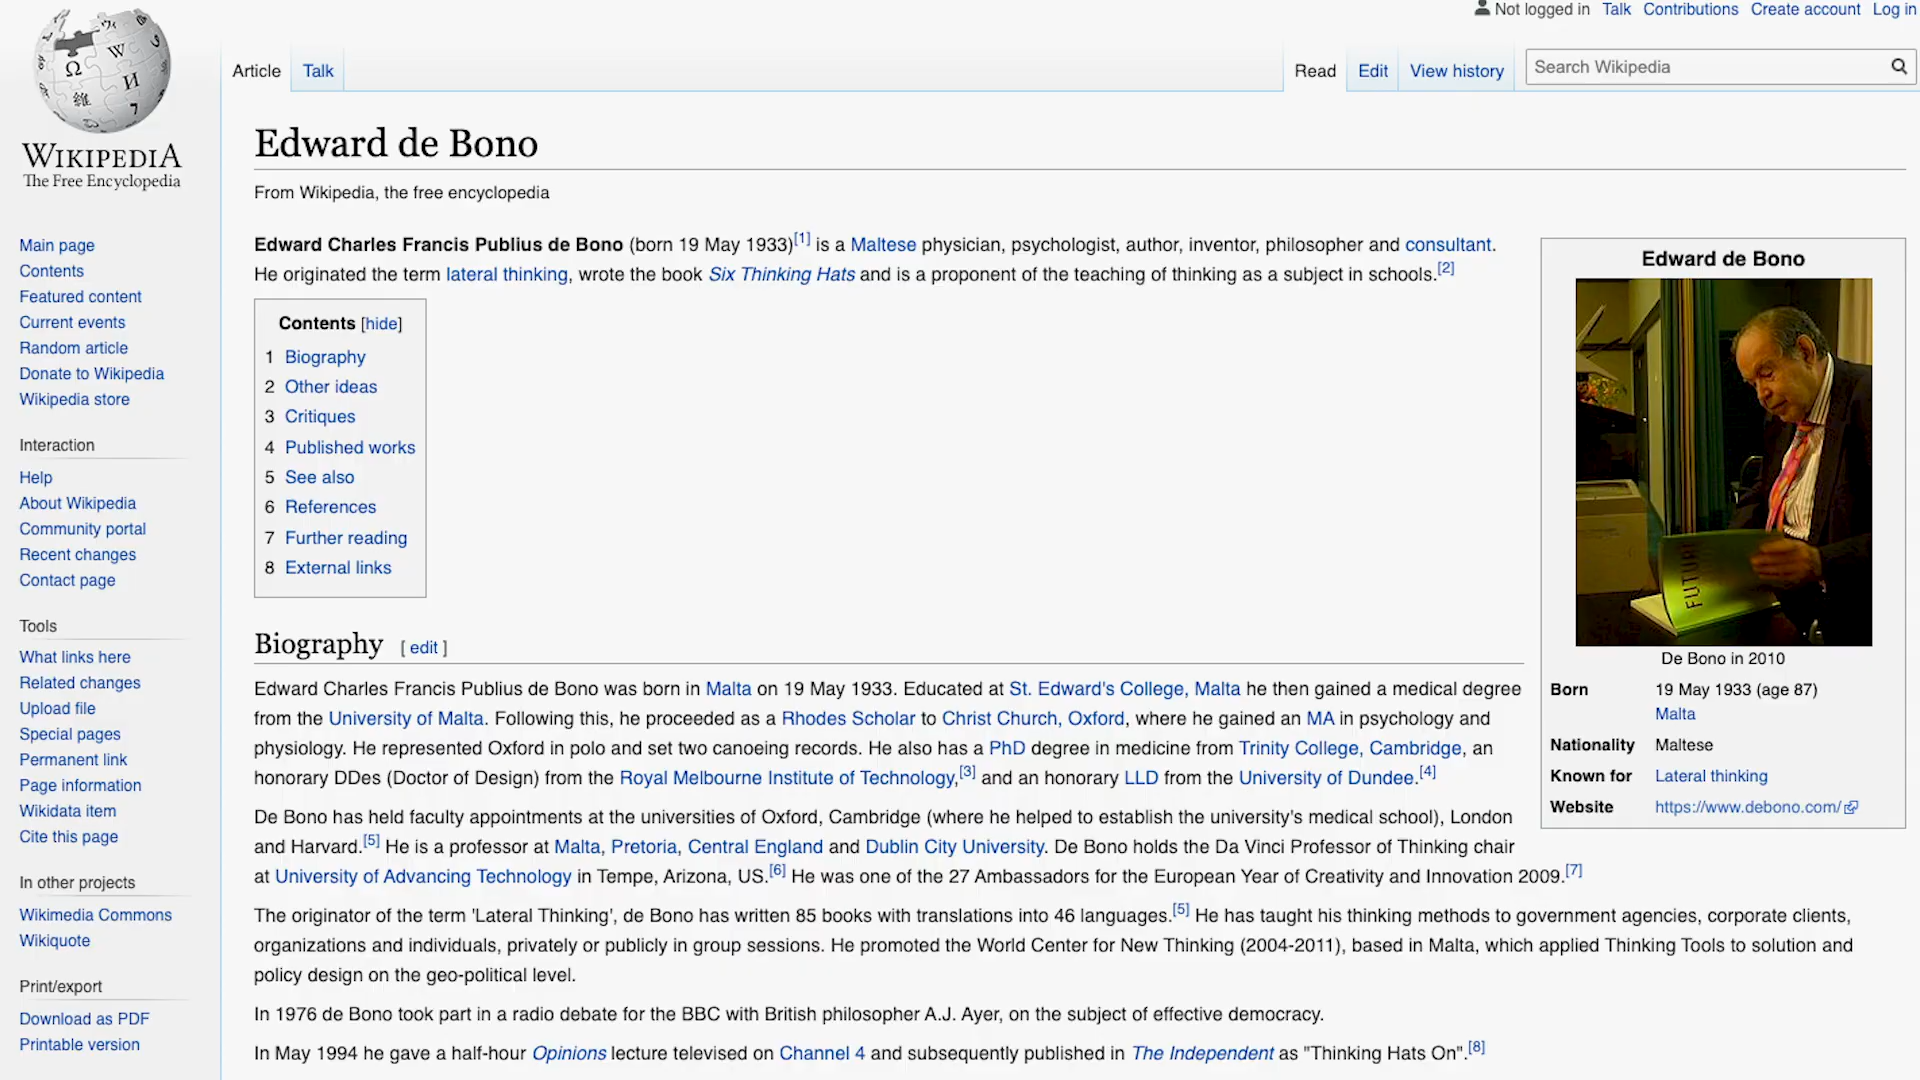 Not logged in Talk Contributions Create account Log in
Article Talk
Read Edit View history Search Wikipedia
WIKIPEDIA
The Free Encyclopedia
Main page
Contents
Featured content
Current events
Random article
Donate to Wikipedia
Wikipedia store
Interaction
Help
About Wikipedia
Community portal
Recent changes
Contact page
Tools
What links here
Related changes
Upload file
Special pages
Permanent link
Page information
Wikidata item
Cite this page
In other projects
Wikimedia Commons
Wikiquote
Print/export
Download as PDF
Printable version
Edward de Bono
From Wikipedia, the free encyclopedia
Edward Charles Francis Publius de Bono (born 19 May 1933)[1] is a Maltese physician, psychologist, author, inventor, philosopher and consultant.
He originated the term lateral thinking, wrote the book Six Thinking Hats and is a proponent of the teaching of thinking as a subject in schools.[2]
Contents [hide]
1 Biography
2 Other ideas
3 Critiques
4 Published works
5 See also
6 References
7 Further reading
8 External links
Edward de Bono
FUTUR
De Bono in 2010
Born 19 May 1933 (age 87)
Malta
Nationality Maltese
Known for Lateral thinking
Website https://www.debono.com/
Biography [ edit ]
Edward Charles Francis Publius de Bono was born in Malta on 19 May 1933. Educated at St. Edward's College, Malta he then gained a medical degree
from the University of Malta. Following this, he proceeded as a Rhodes Scholar to Christ Church, Oxford, where he gained an MA in psychology and
physiology. He represented Oxford in polo and set two canoeing records. He also has a PhD degree in medicine from Trinity College, Cambridge, an
honorary DDes (Doctor of Design) from the Royal Melbourne Institute of Technology,[3] and an honorary LLD from the University of Dundee.[4]
De Bono has held faculty appointments at the universities of Oxford, Cambridge (where he helped to establish the university's medical school), London
and Harvard.[5] He is a professor at Malta, Pretoria, Central England and Dublin City University. De Bono holds the Da Vinci Professor of Thinking chair
at University of Advancing Technology in Tempe, Arizona, US.[6] He was one of the 27 Ambassadors for the European Year of Creativity and Innovation 2009.[7]
The originator of the term 'Lateral Thinking', de Bono has written 85 books with translations into 46 languages.[5] He has taught his thinking methods to government agencies, corporate clients,
organizations and individuals, privately or publicly in group sessions. He promoted the World Center for New Thinking (2004-2011), based in Malta, which applied Thinking Tools to solution and
policy design on the geo-political level.
In 1976 de Bono took part in a radio debate for the BBC with British philosopher A.J. Ayer, on the subject of effective democracy.
In May 1994 he gave a half-hour Opinions lecture televised on Channel 4 and subsequently published in The Independent as "Thinking Hats On".[8]